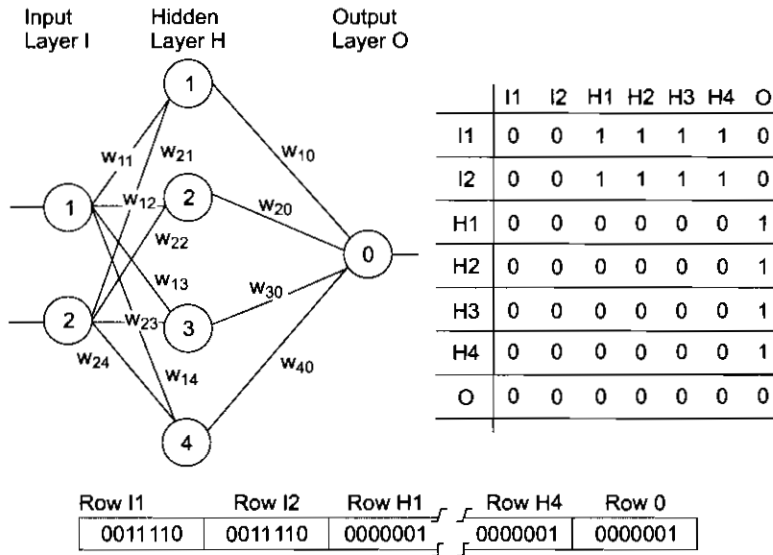 Input
Layer I
Hidden
Layer H
Output
Layer O
1
w11
w21
w10
1
w12
2
w20
w22
0
w13
w30
2
w23
3
w24
w14
w40
4
I1 I2 H1 H2 H3 H4 O
I1 0 0 1 1 1 1 0
I2 0 0 1 1 1 1 0
H1 0 0 0 0 0 0 1
H2 0 0 0 0 0 0 1
H3 0 0 0 0 0 0 1
H4 0 0 0 0 0 0 1
O 0 0 0 0 0 0 0
Row I1 Row I2 Row H1 Row H4 Row 0
0011110 0011110 0000001 0000001 0000001